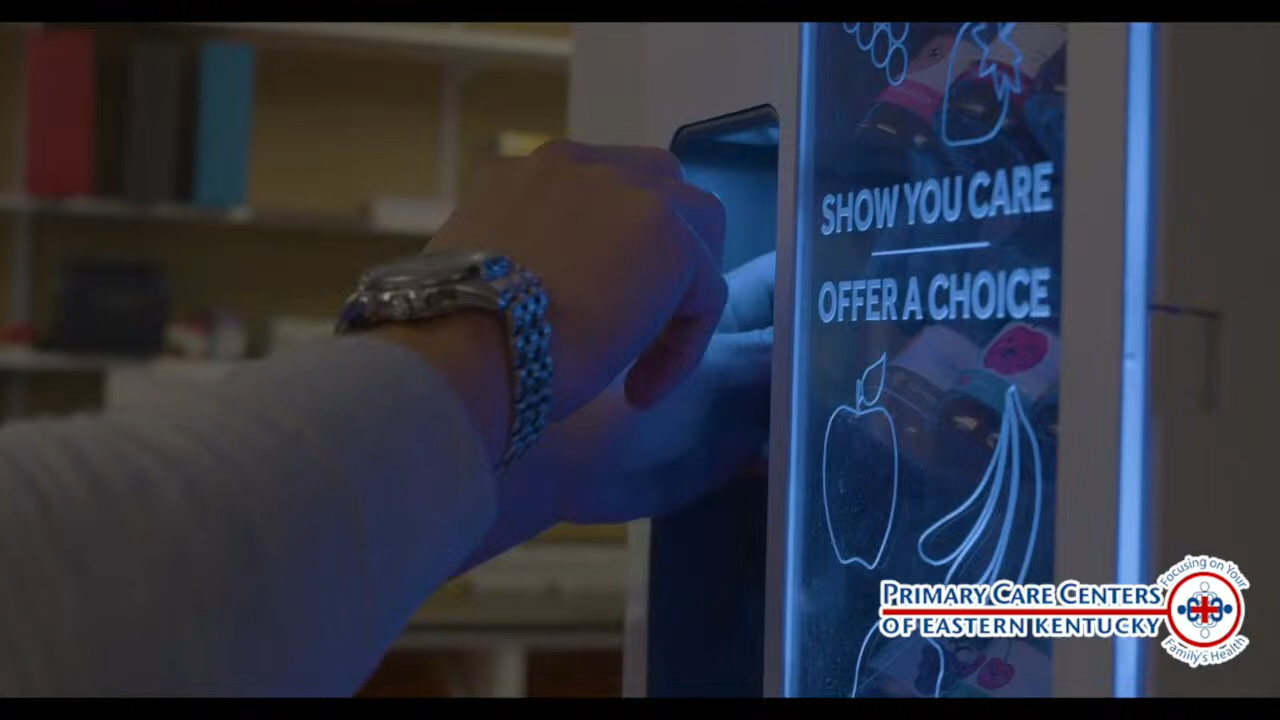 SHOW YOU CARE
OFFER A CHOICE
PRIMARY CARE CENTERS
OF EASTERN KENTUCKY
Focusing on Your
Family's Health